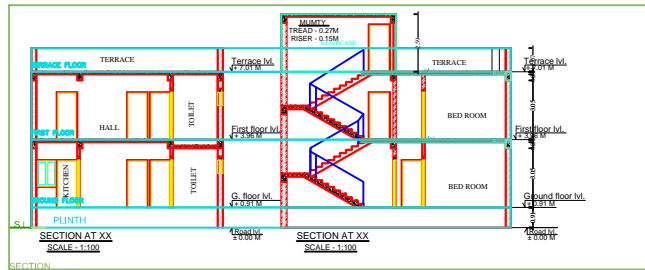 MUMTY
TREAD - 0.27M
RISER - 0.15M
STAIRCASE
TERRACE
Terrace lvl.
+ 7.01 M
TERRACE
Terrace lvl.
+ 7.01 M
TERRACE FLOOR
HALL
TOILET
BED ROOM
First floor lvl.
+ 3.96 M
First floor lvl.
+ 3.96 M
FIRST FLOOR
KITCHEN
TOILET
BED ROOM
G. floor lvl.
+ 0.91 M
Ground floor lvl.
+ 0.91 M
GROUND FLOOR
PLINTH
Road lvl.
± 0.00 M
Road lvl.
± 0.00 M
SECTION AT XX
SCALE - 1:100
SECTION AT XX
SCALE - 1:100
SECTION